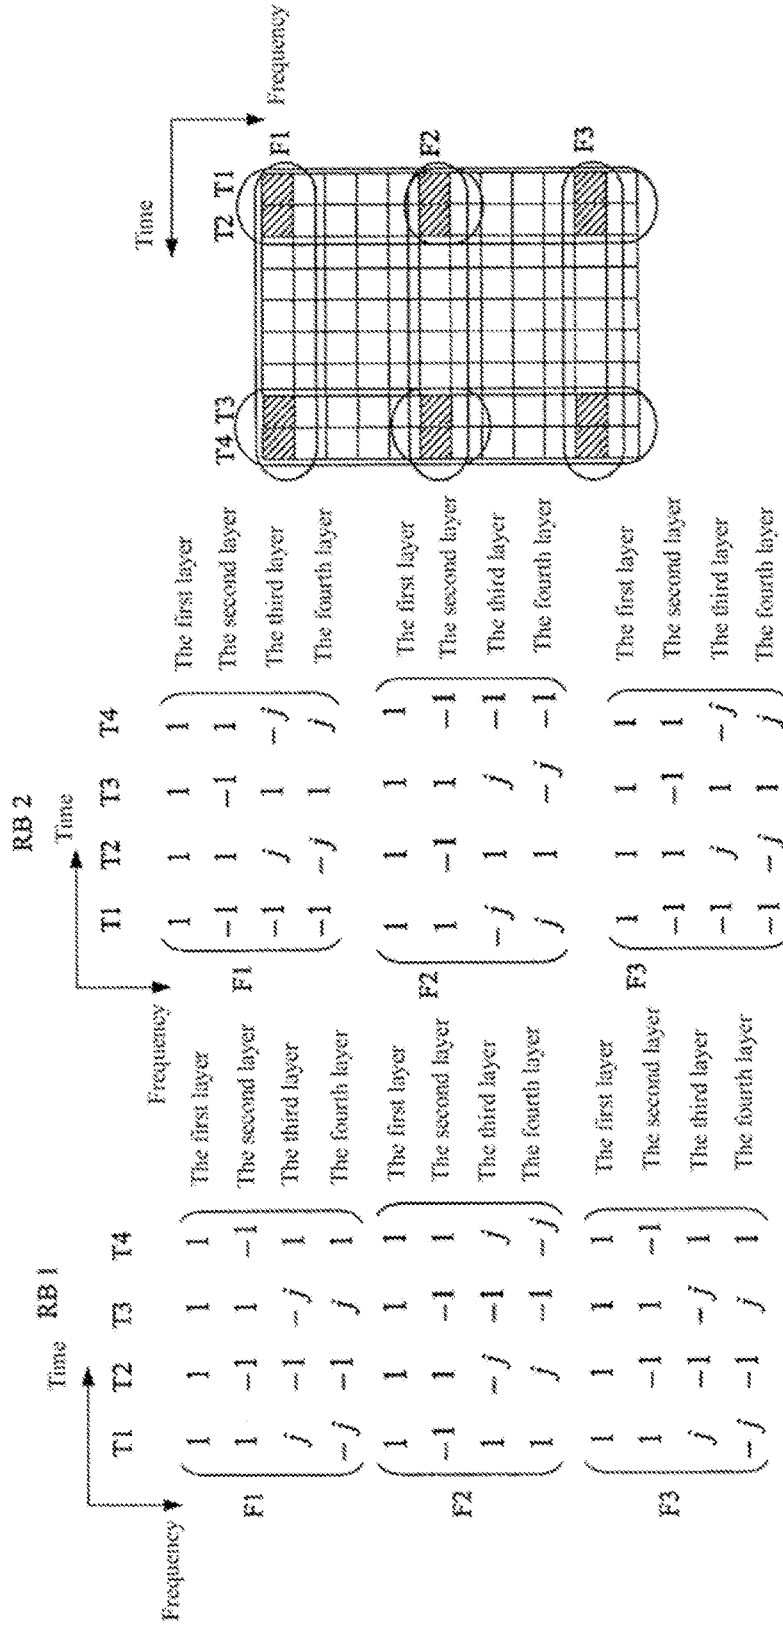 RB 1
Time
Frequency
T1 T2 T3 T4
F1
1 1 1 1 The first layer
1 -1 1 -1 The second layer
j -1 -j 1 The third layer
-j -1 j 1 The fourth layer
F2
1 1 1 1 The first layer
-1 1 -1 1 The second layer
1 -j -1 j The third layer
1 j -1 -j The fourth layer
F3
1 1 1 1 The first layer
1 -1 1 -1 The second layer
j -1 -j 1 The third layer
-j -1 j 1 The fourth layer
RB 2
Time
Frequency
T1 T2 T3 T4
F1
1 1 1 1 The first layer
-1 1 -1 1 The second layer
-1 j 1 -j The third layer
-1 -j 1 j The fourth layer
F2
1 1 1 1 The first layer
1 -1 1 -1 The second layer
-j 1 j -1 The third layer
j 1 -j -1 The fourth layer
F3
1 1 1 1 The first layer
-1 1 -1 1 The second layer
-1 j 1 -j The third layer
-1 -j 1 j The fourth layer
Time
Frequency
T4 T3 T2 T1
F1
F2
F3